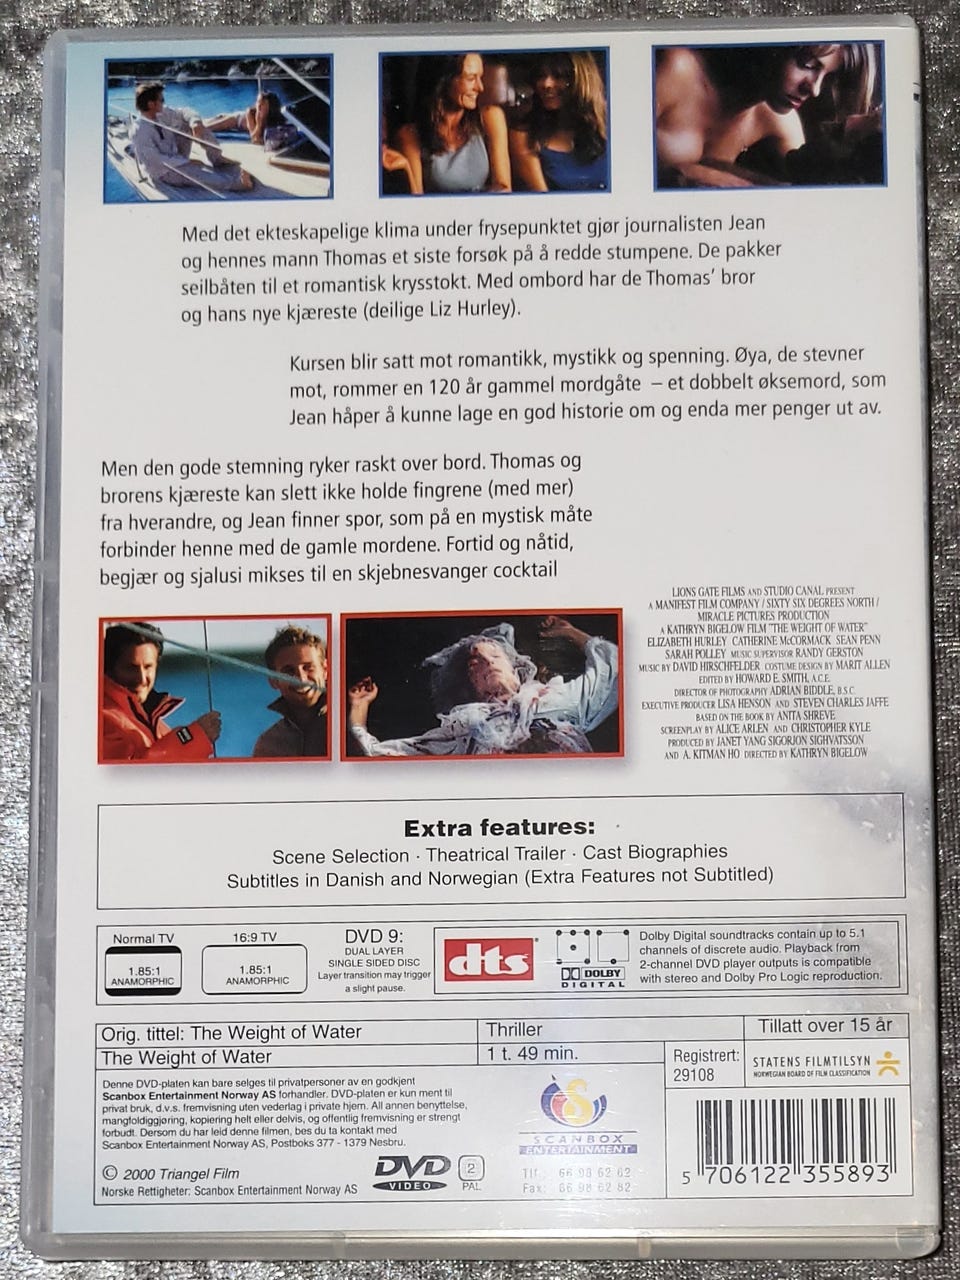 Med det ekteskapelige klima under frysepunktet gjør journalisten Jean
og hennes mann Thomas et siste forsøk på å redde stumpene. De pakker
seilbåten til et romantisk krysstokt. Med ombord har de Thomas' bror
og hans nye kjæreste (deilige Liz Hurley).
Kursen blir satt mot romantikk, mystikk og spenning. Øya, de stevner
mot, rommer en 120 år gammel mordgåte – et dobbelt øksemord, som
Jean håper å kunne lage en god historie om og enda mer penger ut av.
Men den gode stemning ryker raskt over bord. Thomas og
brorens kjæreste kan slett ikke holde fingrene (med mer)
fra hverandre, og Jean finner spor, som på en mystisk måte
forbinder henne med de gamle mordene. Fortid og nåtid,
begjær og sjalusi mikses til en skjebnesvanger cocktail
LIONS GATE FILMS AND STUDIO CANAL PRESENT
A MANIFEST FILM COMPANY / SIXTY SIX DEGREES NORTH /
MIRACLE PICTURES PRODUCTION
A KATHRYN BIGELOW FILM "THE WEIGHT OF WATER"
ELIZABETH HURLEY CATHERINE McCORMACK SEAN PENN
SARAH POLLEY MUSIC SUPERVISOR RANDY GERSTON
MUSIC BY DAVID HIRSCHFELDER COSTUME DESIGN BY MARIT ALLEN
EDITED BY HOWARD E. SMITH, A.C.E.
DIRECTOR OF PHOTOGRAPHY ADRIAN BIDDLE, B.S.C.
EXECUTIVE PRODUCER LISA HENSON AND STEVEN CHARLES JAFFE
BASED ON THE BOOK BY ANITA SHREVE
SCREENPLAY BY ALICE ARLEN AND CHRISTOPHER KYLE
PRODUCED BY JANET YANG SIGORJON SIGHVATSSON
AND A. KITMAN HO DIRECTED BY KATHRYN BIGELOW
Extra features:
Scene Selection · Theatrical Trailer · Cast Biographies
Subtitles in Danish and Norwegian (Extra Features not Subtitled)
Normal TV
1.85:1
ANAMORPHIC
16:9 TV
1.85:1
ANAMORPHIC
DVD 9:
DUAL LAYER
SINGLE SIDED DISC
Layer transition may trigger
a slight pause.
dts
DOLBY
DIGITAL
Dolby Digital soundtracks contain up to 5.1
channels of discrete audio. Playback from
2-channel DVD player outputs is compatible
with stereo and Dolby Pro Logic reproduction.
Orig. tittel: The Weight of Water
Thriller
Tillatt over 15 år
The Weight of Water
1 t. 49 min.
Registrert:
29108
STATENS FILMTILSYN
NORWEGIAN BOARD OF FILM CLASSIFICATION
Denne DVD-platen kan bare selges til privatpersoner av en godkjent
Scanbox Entertainment Norway AS forhandler. DVD-platen er kun ment til
privat bruk, d.v.s. fremvisning uten vederlag i private hjem. All annen benyttelse,
mangfoldiggjøring, kopiering helt eller delvis, og offentlig fremvisning er strengt
forbudt. Dersom du har leid denne filmen, bes du ta kontakt med
Scanbox Entertainment Norway AS, Postboks 377 - 1379 Nesbru.
© 2000 Triangel Film
Norske Rettigheter: Scanbox Entertainment Norway AS
DVD
VIDEO
2
PAL
S
SCANBOX
ENTERTAINMENT
Tlf: 66 98 62 62
Fax: 66 98 62 82
5 706122 355893